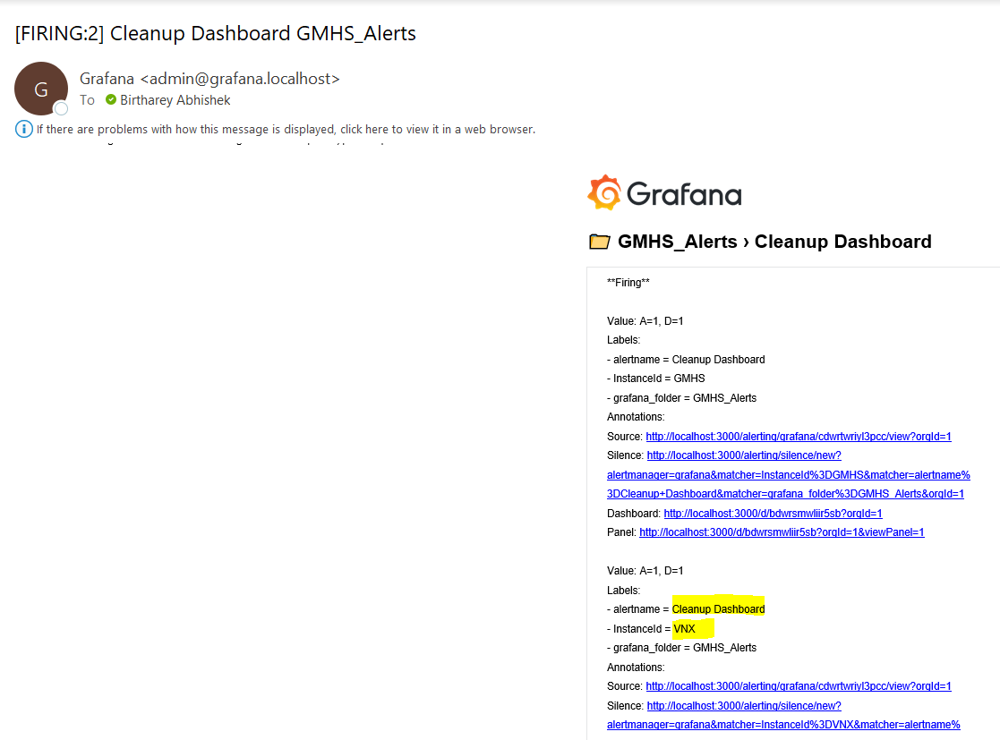 [FIRING:2] Cleanup Dashboard GMHS_Alerts
G
Grafana <admin@grafana.localhost>
To Birtharey Abhishek
If there are problems with how this message is displayed, click here to view it in a web browser.
Grafana
GMHS_Alerts › Cleanup Dashboard
**Firing**
Value: A=1, D=1
Labels:
- alertname = Cleanup Dashboard
- InstanceId = GMHS
- grafana_folder = GMHS_Alerts
Annotations:
Source: http://localhost:3000/alerting/grafana/cdwrtwriyl3pcc/view?orgId=1
Silence: http://localhost:3000/alerting/silence/new?
alertmanager=grafana&matcher=InstanceId%3DGMHS&matcher=alertname%
3DCleanup+Dashboard&matcher=grafana_folder%3DGMHS_Alerts&orgId=1
Dashboard: http://localhost:3000/d/bdwrsmwliir5sb?orgId=1
Panel: http://localhost:3000/d/bdwrsmwliir5sb?orgId=1&viewPanel=1
Value: A=1, D=1
Labels:
- alertname = Cleanup Dashboard
- InstanceId = VNX
- grafana_folder = GMHS_Alerts
Annotations:
Source: http://localhost:3000/alerting/grafana/cdwrtwriyl3pcc/view?orgId=1
Silence: http://localhost:3000/alerting/silence/new?
alertmanager=grafana&matcher=InstanceId%3DVNX&matcher=alertname%